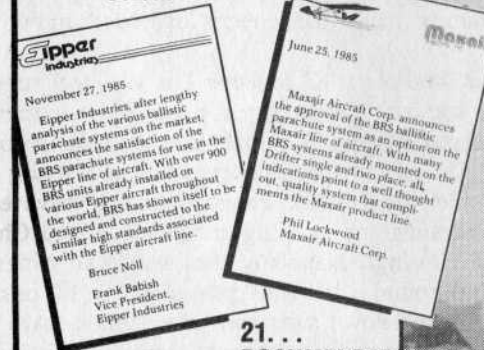 Eipper
industries
November 27, 1985
Eipper Industries, after lengthy
analysis of the various ballistic
parachute systems on the market,
announces the satisfaction of the
BRS parachute systems for use in the
Eipper line of aircraft. With over 900
BRS units already installed on
various Eipper aircraft throughout
the world, BRS has shown itself to be
designed and constructed to the
similar high standards associated
with the Eipper aircraft line.
Bruce Noll
Frank Babish
Vice President,
Eipper Industries
Maxair
June 25, 1985
Maxair Aircraft Corp. announces
the approval of the BRS ballistic
parachute system as an option on the
Maxair line of aircraft. With many
BRS systems already mounted on the
Drifter single and two place, all
indications point to a well thought
out, quality system that compli-
ments the Maxair product line.
Phil Lockwood
Maxair Aircraft Corp.
21. . .